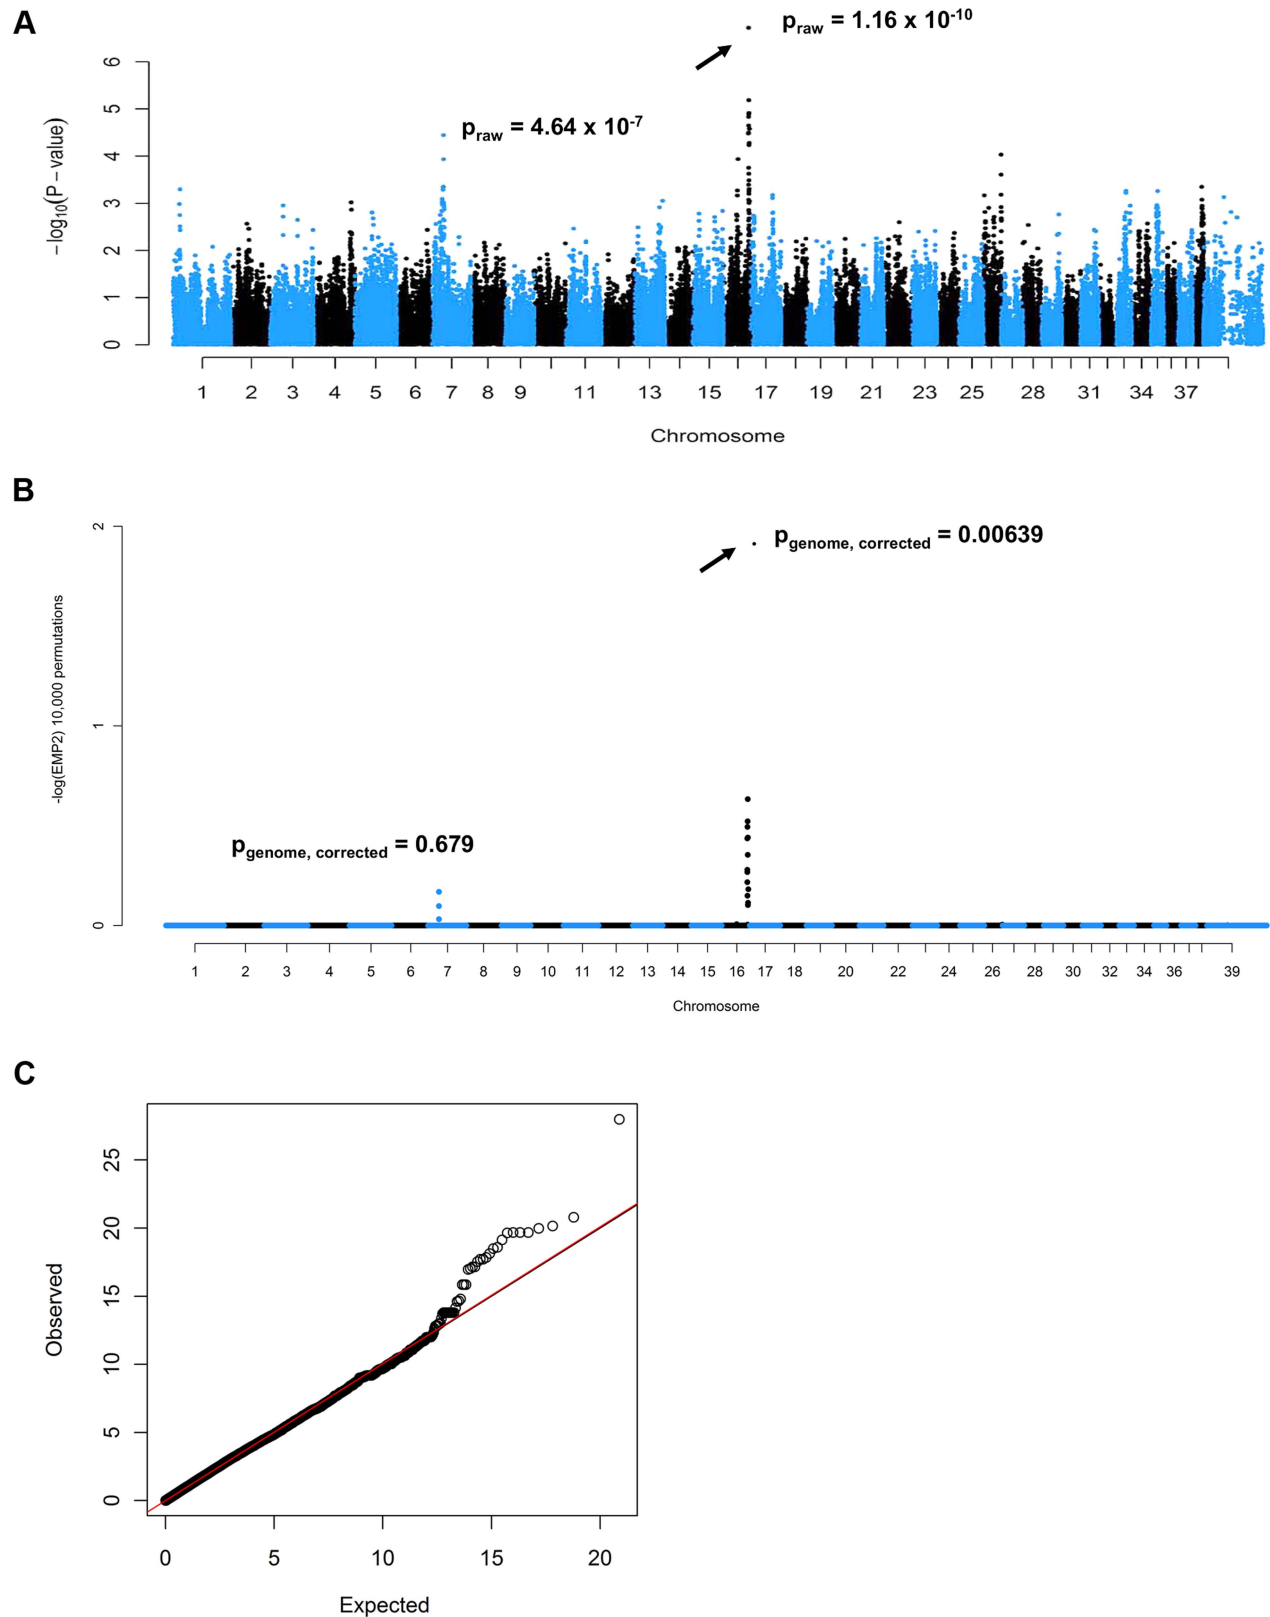 A
p_raw = 1.16 x 10^-10
p_raw = 4.64 x 10^-7
6
5
4
3
2
1
0
−log10(P − value)
1 2 3 4 5 6 7 8 9 11 13 15 17 19 21 23 25 28 31 34 37
Chromosome
B
p_genome, corrected = 0.00639
p_genome, corrected = 0.679
2
1
0
-log(EMP2) 10,000 permutations
1 2 3 4 5 6 7 8 9 10 11 12 13 14 15 16 17 18 20 22 24 26 28 30 32 34 36 39
Chromosome
C
25
20
15
10
5
0
Observed
0 5 10 15 20
Expected